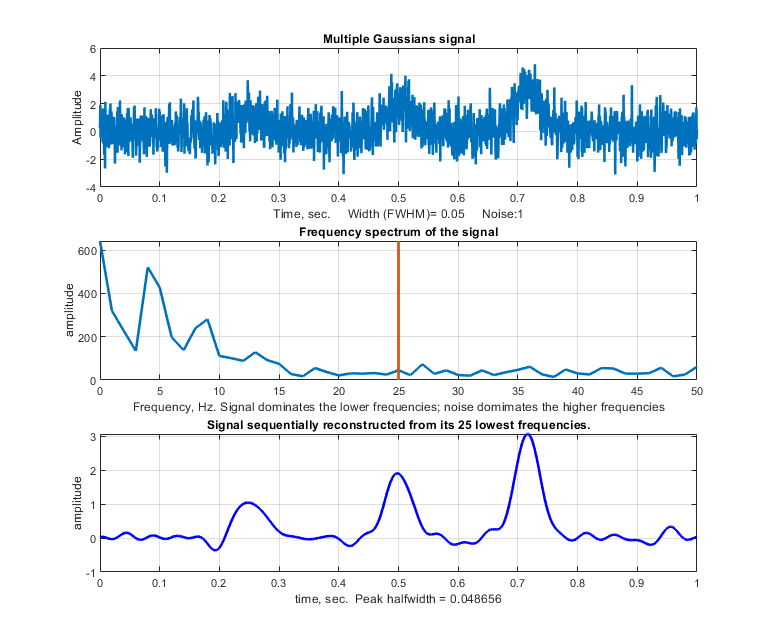 Multiple Gaussians signal
6
4
2
0
-2
-4
Amplitude
0 0.1 0.2 0.3 0.4 0.5 0.6 0.7 0.8 0.9 1
Time, sec. Width (FWHM)= 0.05 Noise:1
Frequency spectrum of the signal
600
400
200
0
amplitude
0 5 10 15 20 25 30 35 40 45 50
Frequency, Hz. Signal dominates the lower frequencies; noise domimates the higher frequencies
Signal sequentially reconstructed from its 25 lowest frequencies.
3
2
1
0
-1
amplitude
0 0.1 0.2 0.3 0.4 0.5 0.6 0.7 0.8 0.9 1
time, sec. Peak halfwidth = 0.048656